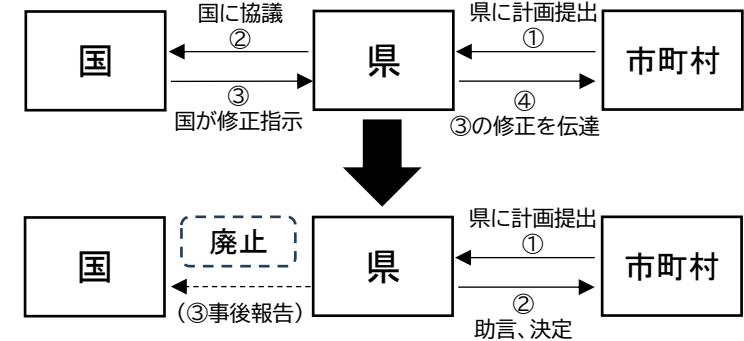 国に協議
②
県に計画提出
①
国
県
市町村
③
国が修正指示
④
③の修正を伝達
県に計画提出
①
国
廃止
県
市町村
(③事後報告)
②
助言、決定